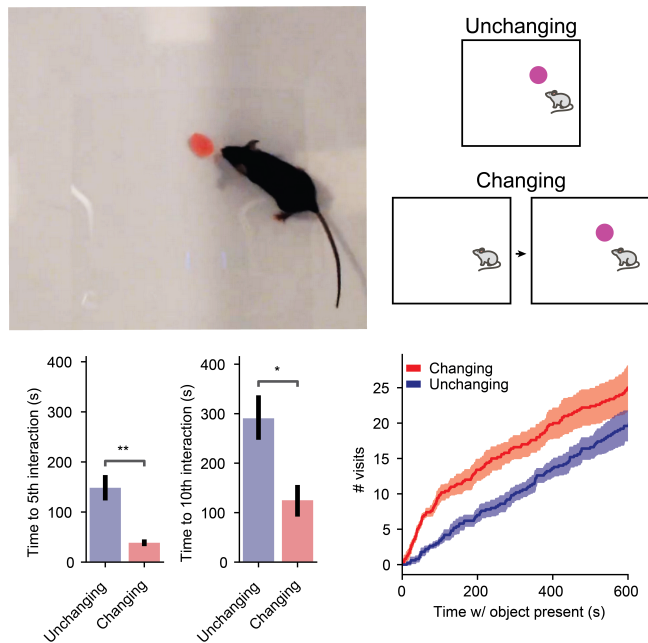 Unchanging
Changing
Time to 5th interaction (s)
400
300
200
100
0
**
Unchanging
Changing
Time to 10th interaction (s)
400
300
200
100
0
*
Unchanging
Changing
# visits
25
20
15
10
5
0
Changing
Unchanging
0
200
400
600
Time w/ object present (s)